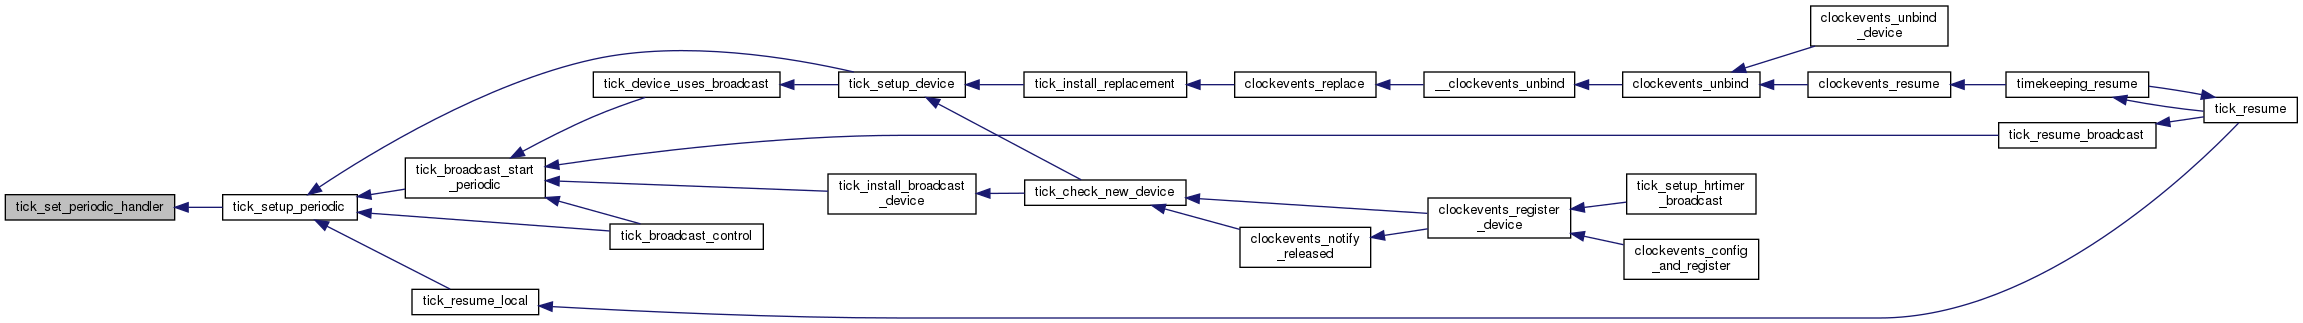 tick_set_periodic_handler
tick_setup_periodic
tick_broadcast_start
_periodic
tick_resume_local
tick_device_uses_broadcast
tick_broadcast_control
tick_setup_device
tick_install_broadcast
_device
tick_install_replacement
tick_check_new_device
clockevents_replace
clockevents_notify
_released
__clockevents_unbind
clockevents_register
_device
clockevents_unbind
tick_setup_hrtimer
_broadcast
clockevents_config
_and_register
clockevents_unbind
_device
clockevents_resume
timekeeping_resume
tick_resume_broadcast
tick_resume